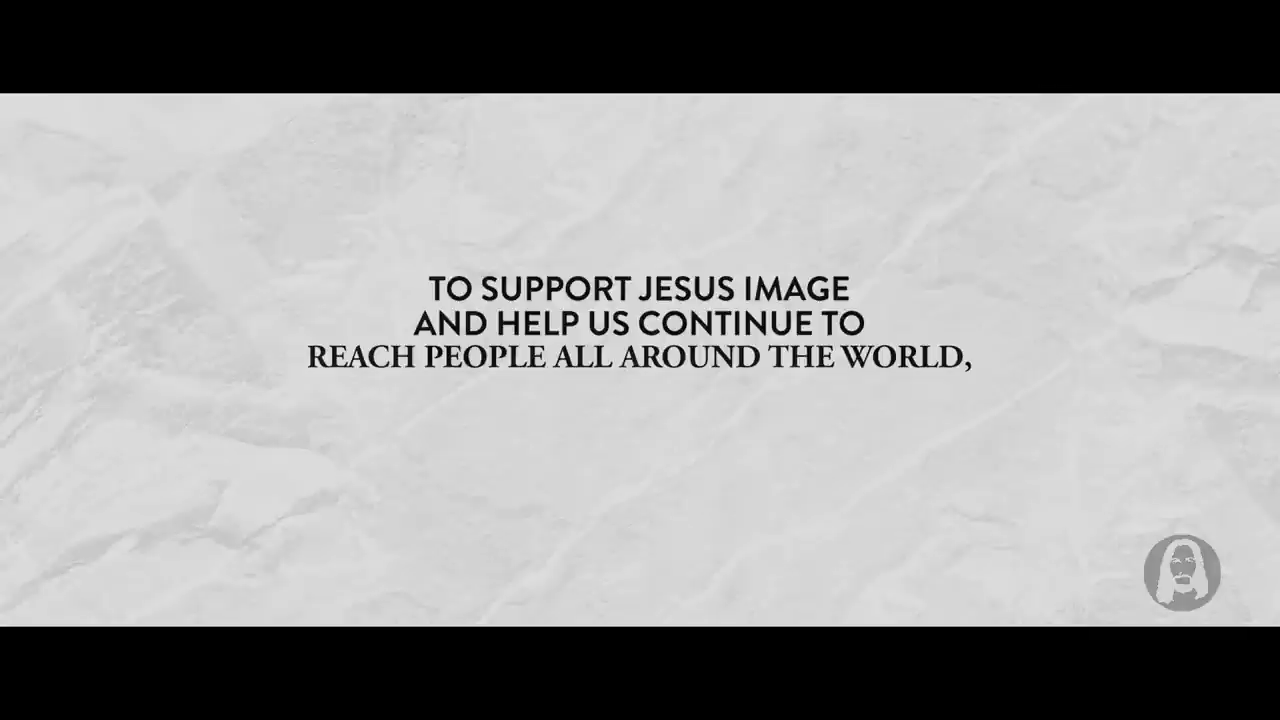 TO SUPPORT JESUS IMAGE
AND HELP US CONTINUE TO
REACH PEOPLE ALL AROUND THE WORLD,